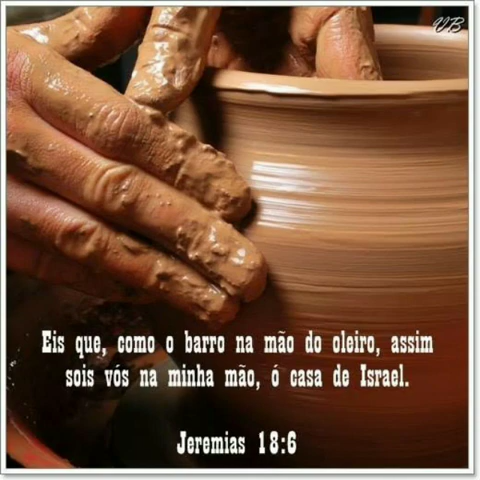 VB
Eis que, como o barro na mão do oleiro, assim
sois vós na minha mão, ó casa de Israel.
Jeremias 18:6